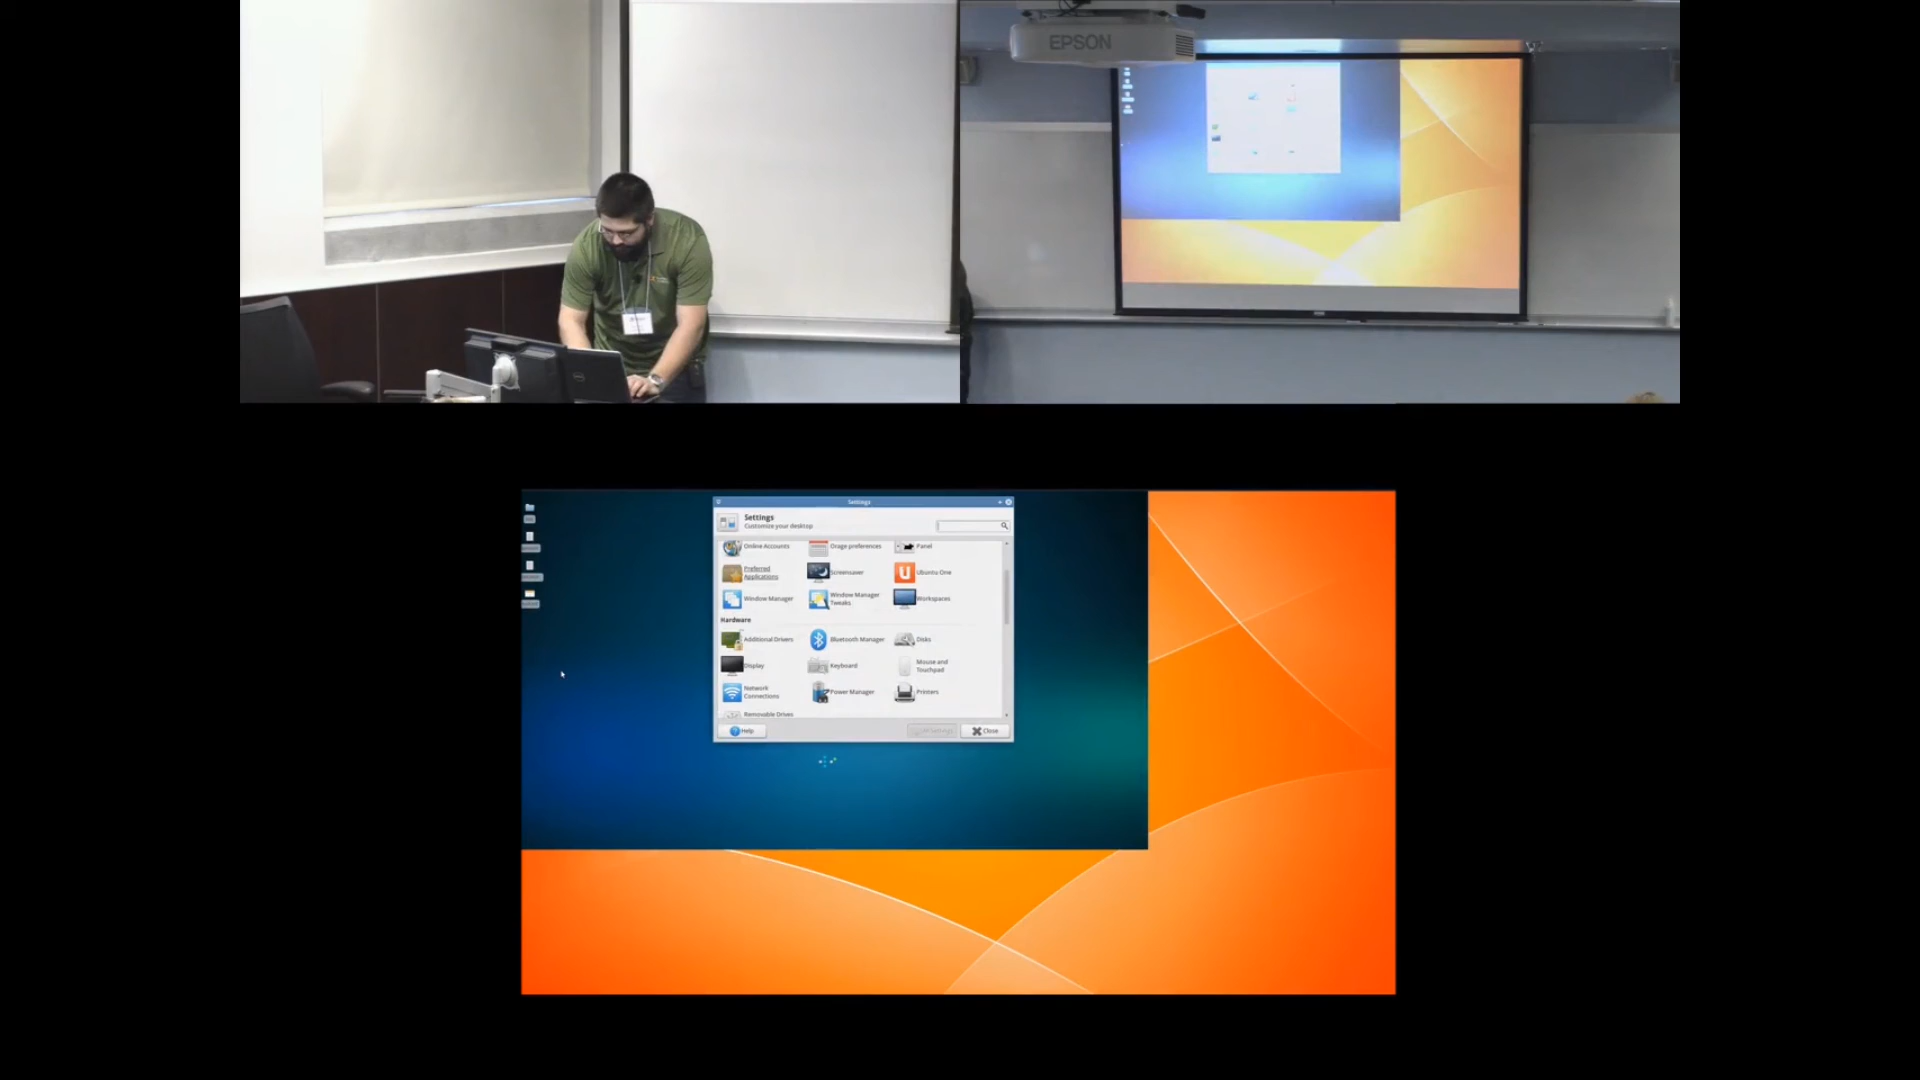 EPSON
Settings
Settings
Customize your desktop
Online Accounts
Orage preferences
Panel
Preferred
Applications
Screensaver
Ubuntu One
Window Manager
Window Manager
Tweaks
Workspaces
Hardware
Additional Drivers
Bluetooth Manager
Disks
Display
Keyboard
Mouse and
Touchpad
Network
Connections
Power Manager
Printers
Removable Drives
Help
Close